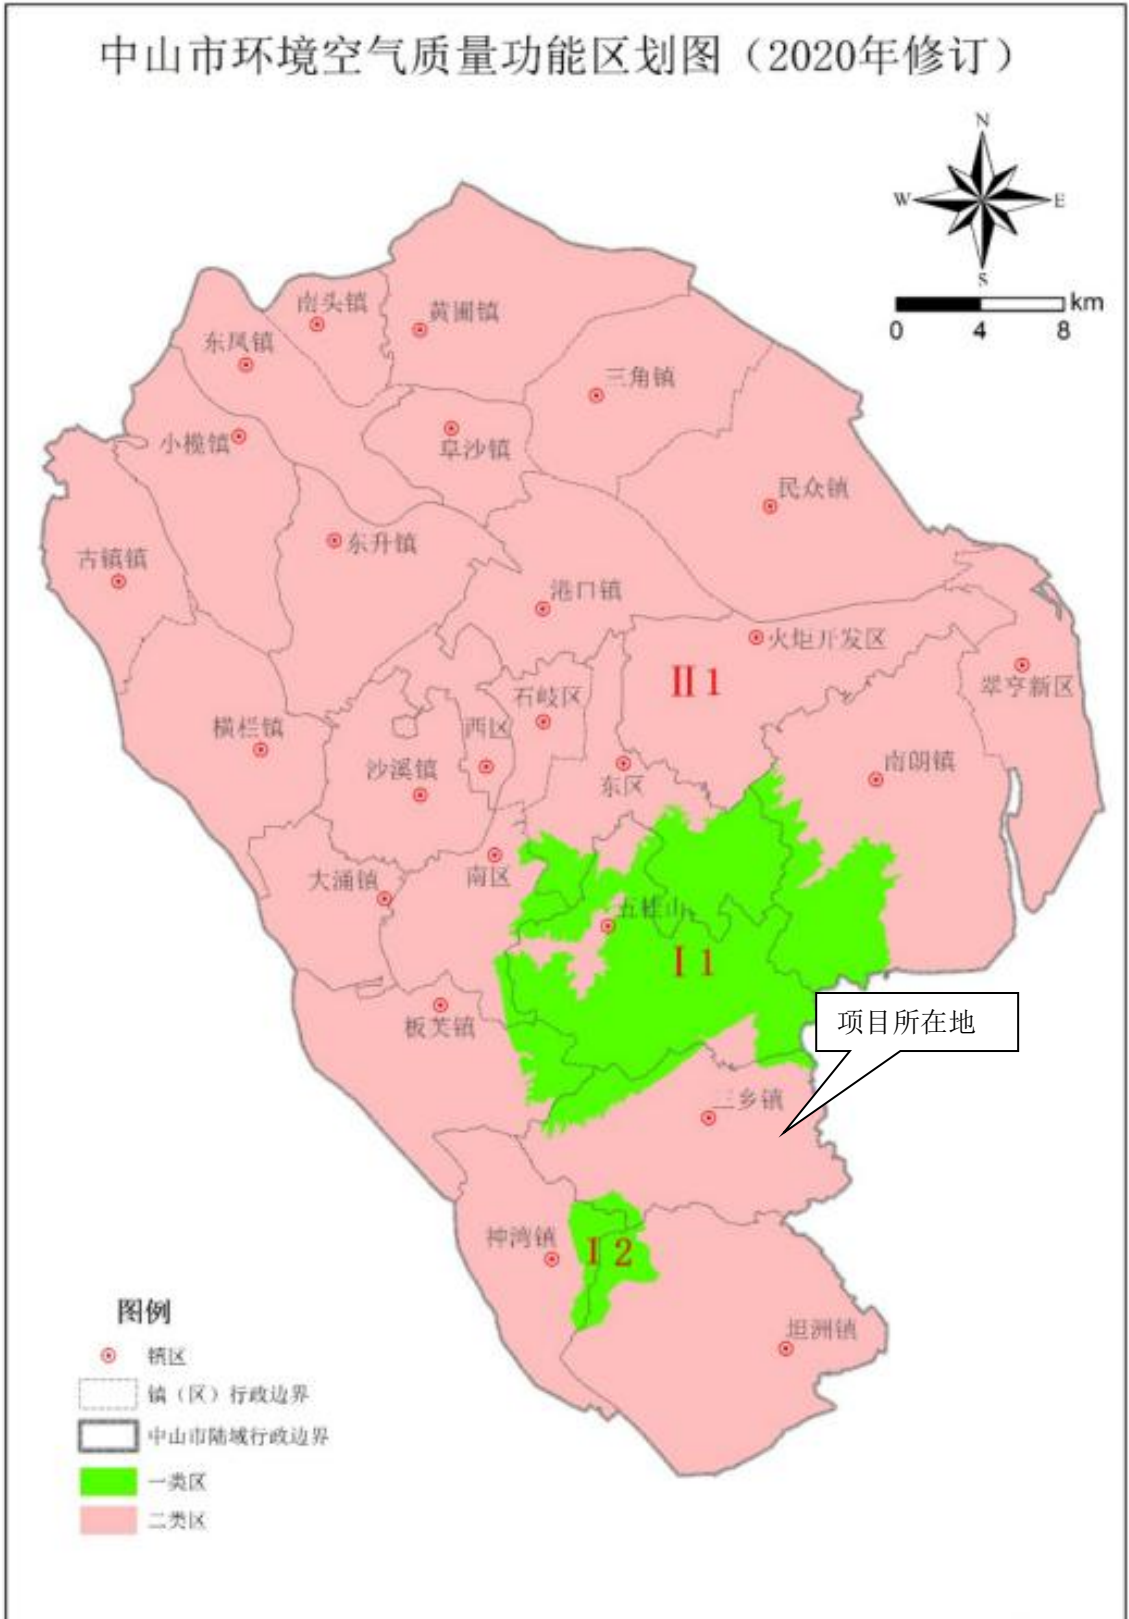 中山市环境空气质量功能区划图（2020年修订）
N
W
E
S
km
0 4 8
南头镇
黄圃镇
东凤镇
三角镇
小榄镇
阜沙镇
民众镇
东升镇
古镇镇
港口镇
火炬开发区
II 1
翠亨新区
石岐区
横栏镇
西区
沙溪镇
南朗镇
东区
大涌镇
南区
五桂山
I 1
项目所在地
板芙镇
三乡镇
神湾镇
I 2
坦洲镇
图例
镇区
镇（区）行政边界
中山市陆域行政边界
一类区
二类区